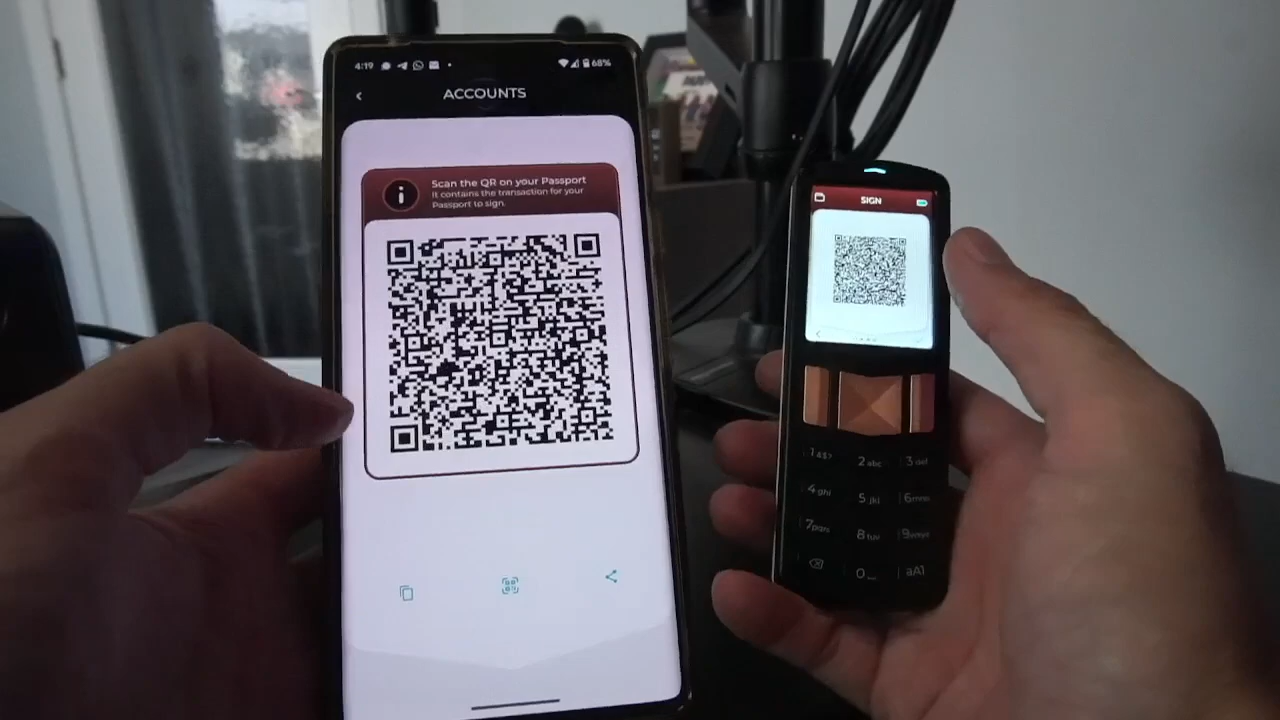 4:19
68%
ACCOUNTS
Scan the QR on your Passport
It contains the transaction for your
Passport to sign.
SIGN
1
2 abc
3 def
4 ghi
5 jkl
6 mno
7 pqrs
8 tuv
9 wxyz
0
aA1